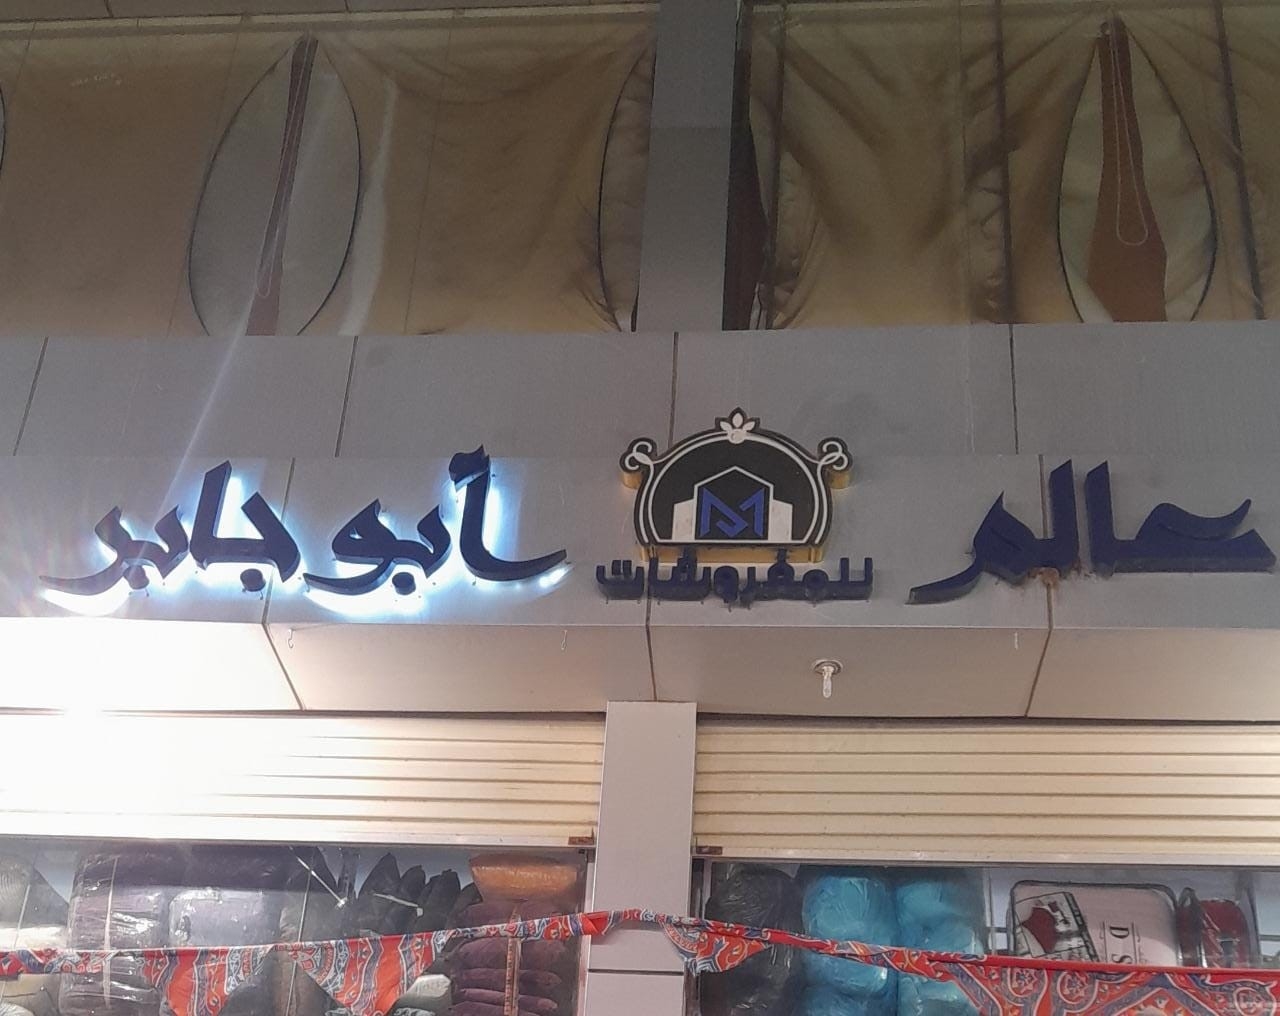 عالم أبو جابر
للمفروشات